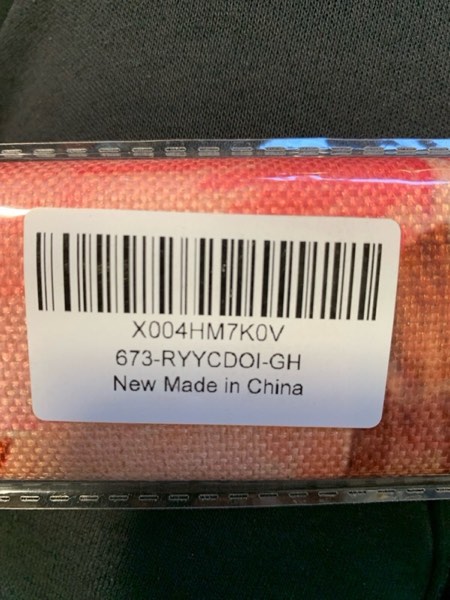 X004HM7K0V
673-RYYCDOI-GH
New Made in China